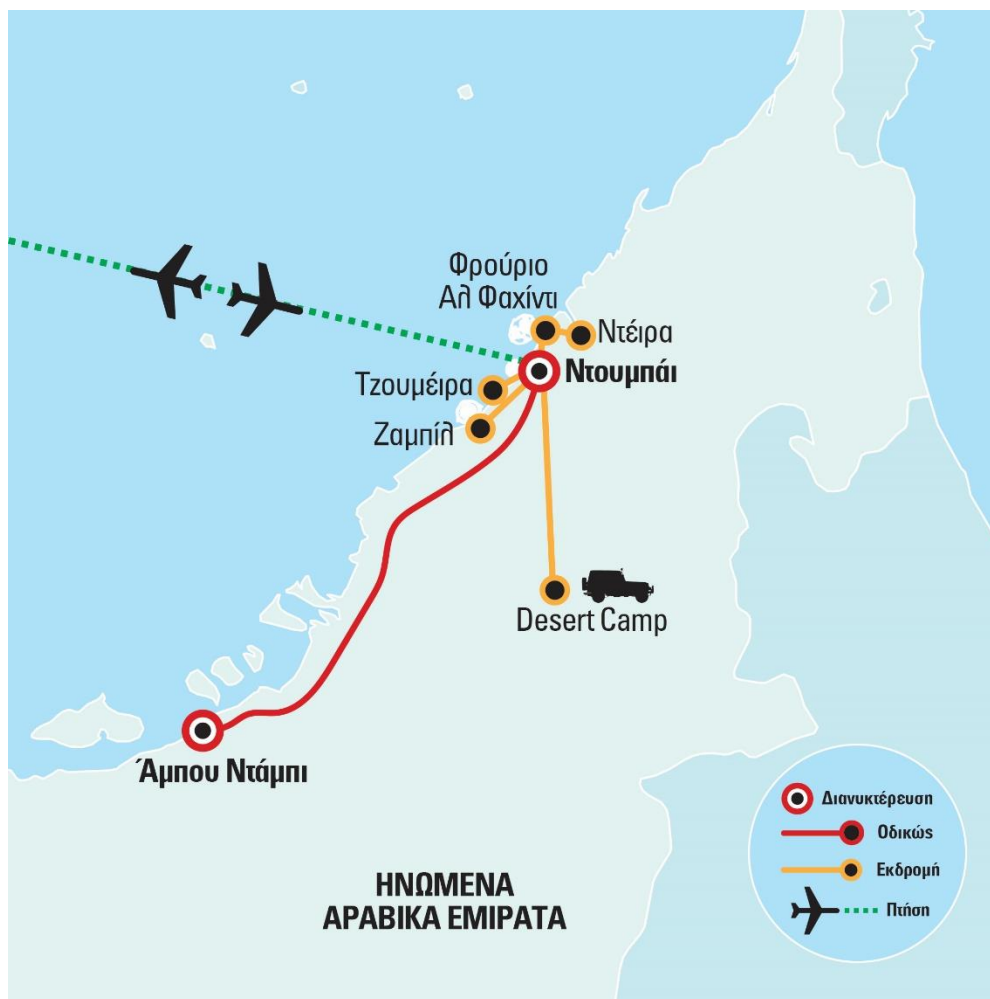 Φρούριο
Αλ Φαχίντι
Ντέιρα
Ντουμπάι
Τζουμέιρα
Ζαμπίλ
Desert Camp
Άμπου Ντάμπι
ΗΝΩΜΕΝΑ
ΑΡΑΒΙΚΑ ΕΜΙΡΑΤΑ
Διανυκτέρευση
Οδικώς
Εκδρομή
Πτήση